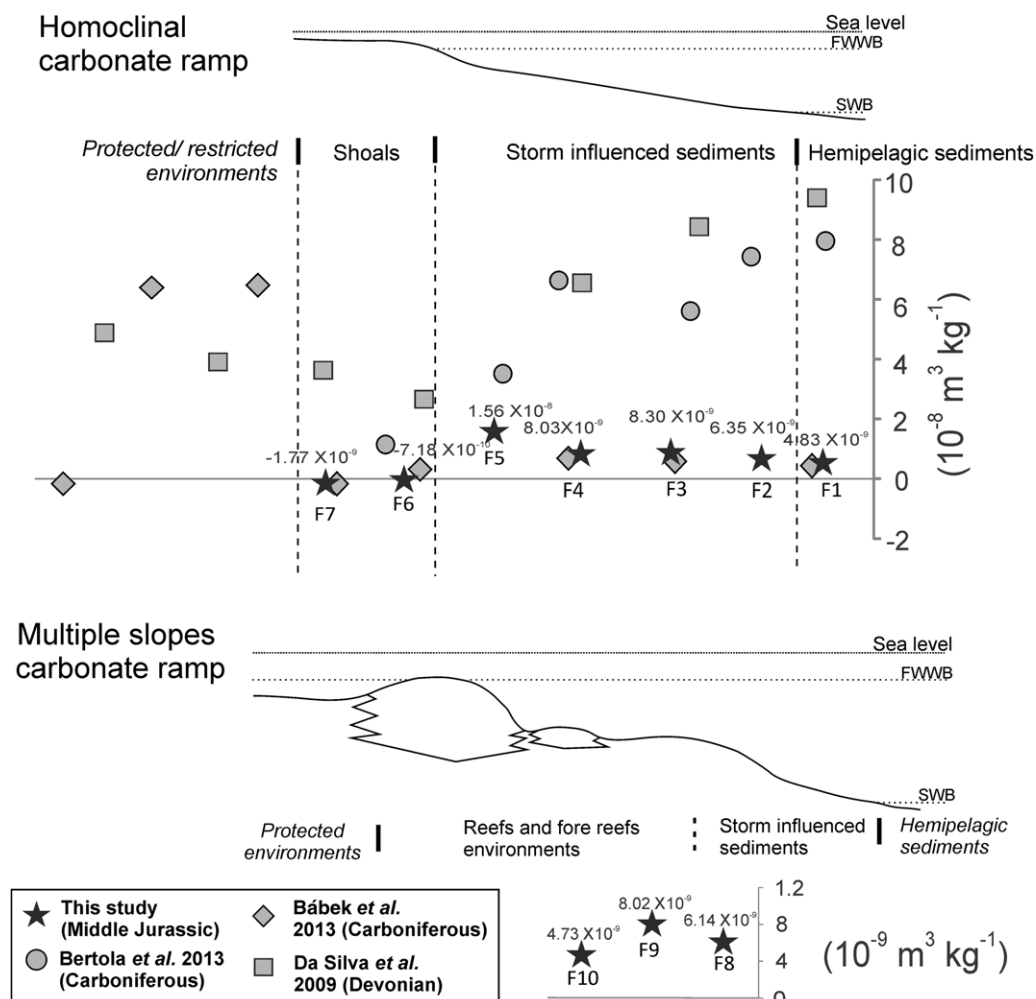 Homoclinal
carbonate ramp
Sea level
FWWB
SWB
Protected/ restricted
environments
Shoals
Storm influenced sediments
Hemipelagic sediments
10
8
6
4
2
0
-2
(10⁻⁸ m³ kg⁻¹)
-1.77 X10⁻⁹
F7
-7.18 X10⁻¹⁰
F6
1.56 X10⁻⁸
F5
8.03X10⁻⁹
F4
8.30 X10⁻⁹
F3
6.35 X10⁻⁹
F2
4.83 X10⁻⁹
F1
Multiple slopes
carbonate ramp
Sea level
FWWB
SWB
Protected
environments
Reefs and fore reefs
environments
Storm influenced
sediments
Hemipelagic
sediments
This study
(Middle Jurassic)
Bertola et al. 2013
(Carboniferous)
Bábek et al.
2013 (Carboniferous)
Da Silva et al.
2009 (Devonian)
4.73 X10⁻⁹
F10
8.02 X10⁻⁹
F9
6.14 X10⁻⁹
F8
1.2
8
4
0
(10⁻⁹ m³ kg⁻¹)